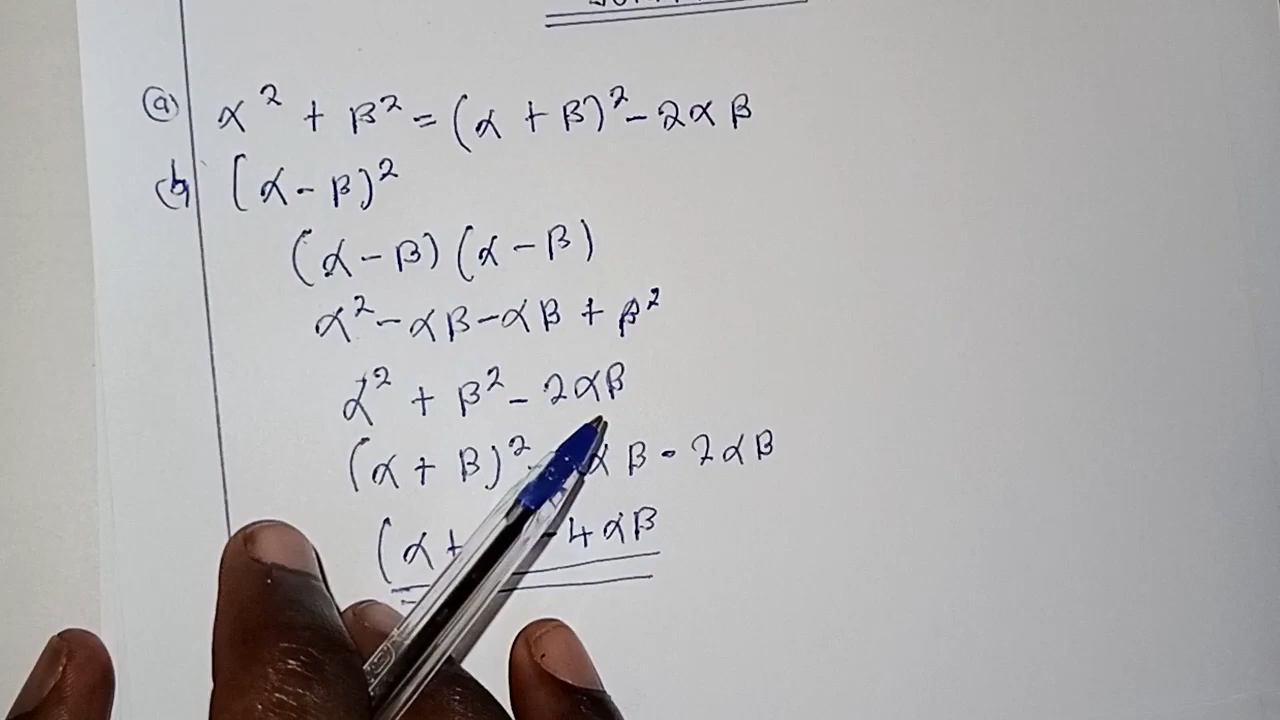 (a) α² + β² = (α + β)² - 2αβ
(b) (α - β)²
(α - β) (α - β)
α² - αβ - αβ + β²
α² + β² - 2αβ
(α + β)² αβ - 2αβ
(α + - 4αβ